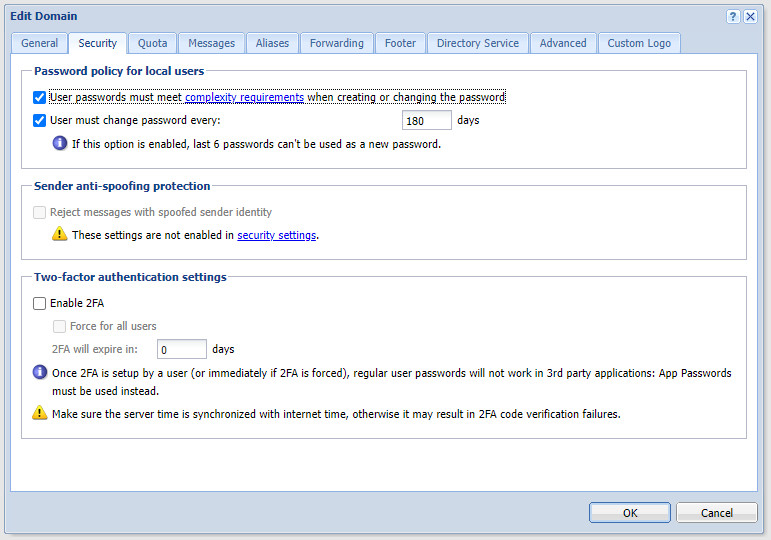 Edit Domain
General Security Quota Messages Aliases Forwarding Footer Directory Service Advanced Custom Logo
Password policy for local users
User passwords must meet complexity requirements when creating or changing the password
User must change password every: 180 days
If this option is enabled, last 6 passwords can't be used as a new password.
Sender anti-spoofing protection
Reject messages with spoofed sender identity
These settings are not enabled in security settings.
Two-factor authentication settings
Enable 2FA
Force for all users
2FA will expire in: 0 days
Once 2FA is setup by a user (or immediately if 2FA is forced), regular user passwords will not work in 3rd party applications: App Passwords
must be used instead.
Make sure the server time is synchronized with internet time, otherwise it may result in 2FA code verification failures.
OK Cancel